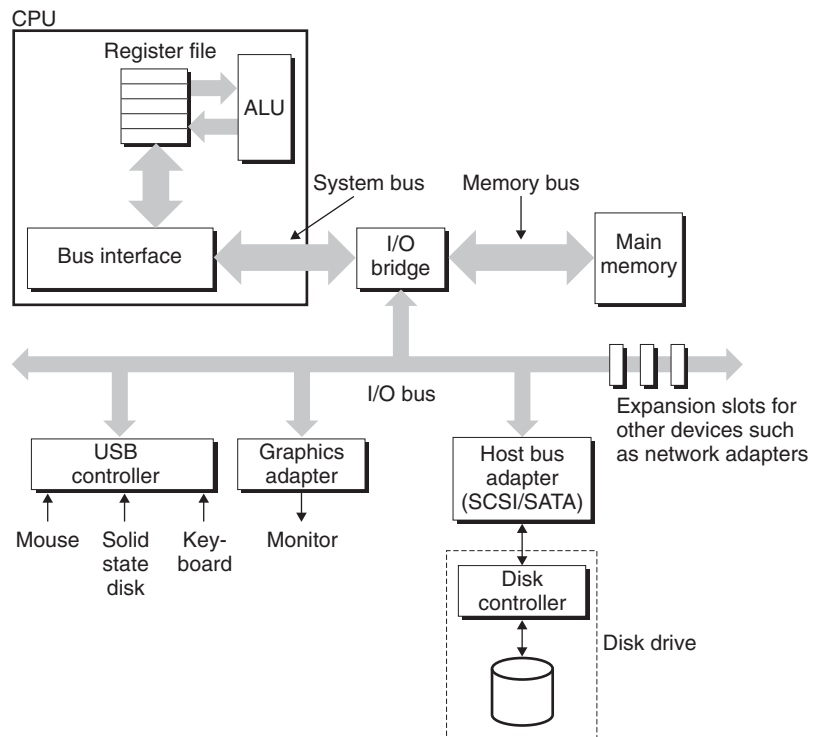 CPU
Register file
ALU
System bus
Memory bus
Bus interface
I/O
bridge
Main
memory
I/O bus
Expansion slots for
other devices such
as network adapters
USB
controller
Graphics
adapter
Host bus
adapter
(SCSI/SATA)
Mouse
Solid
state
disk
Key-
board
Monitor
Disk
controller
Disk drive